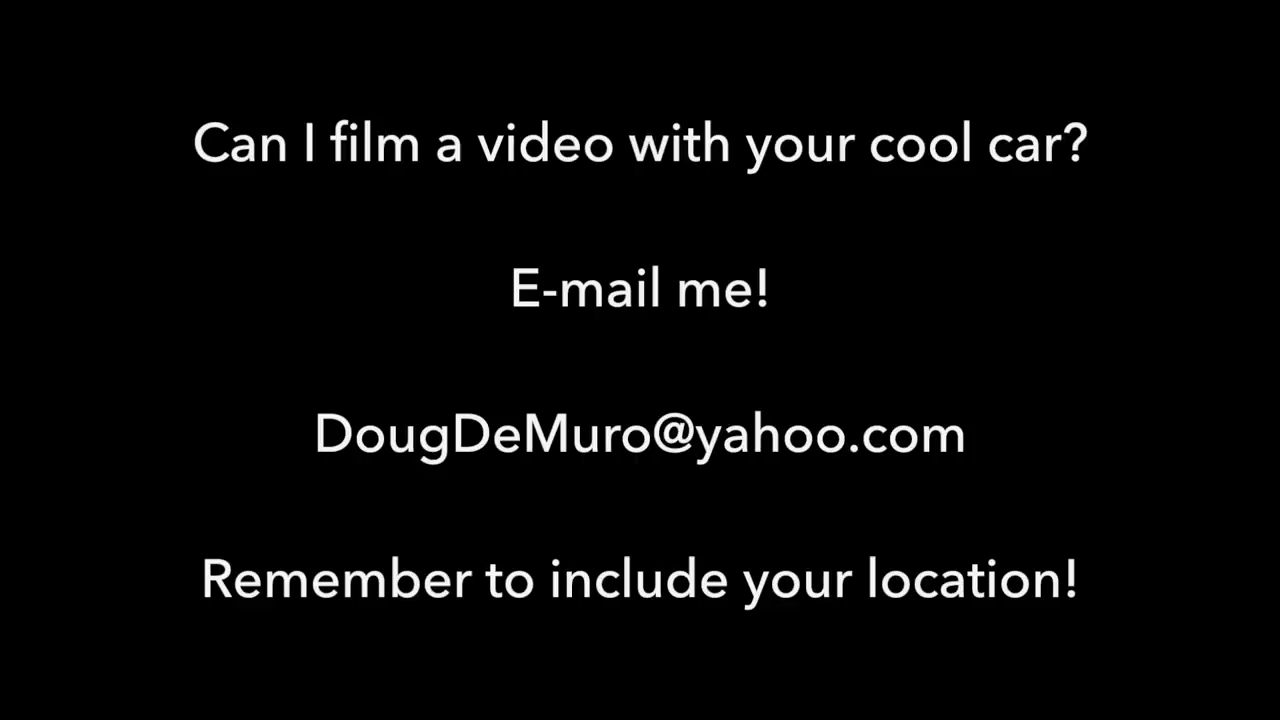 Can I film a video with your cool car?
E-mail me!
DougDeMuro@yahoo.com
Remember to include your location!